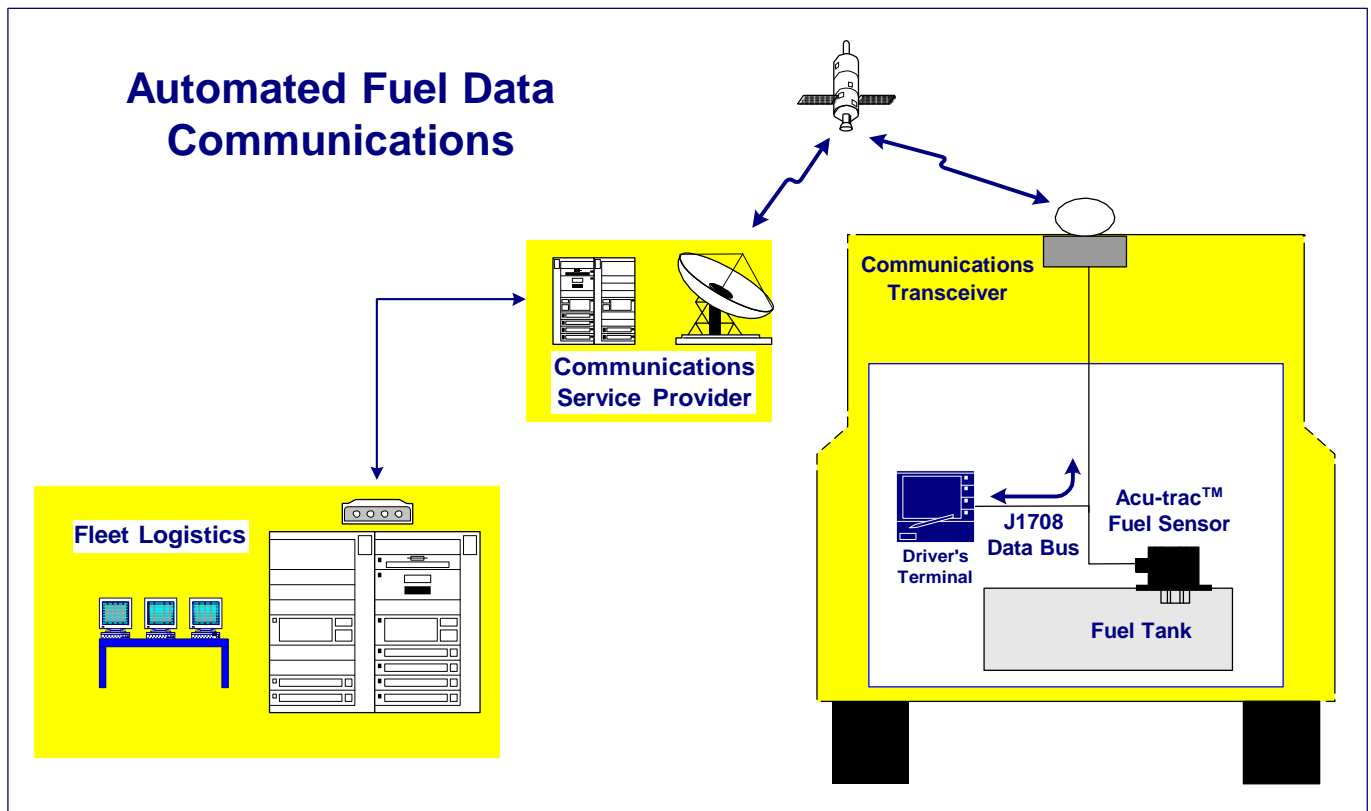 Automated Fuel Data
Communications
Communications
Transceiver
Communications
Service Provider
Fleet Logistics
Driver's
Terminal
J1708
Data Bus
Acu-trac™
Fuel Sensor
Fuel Tank